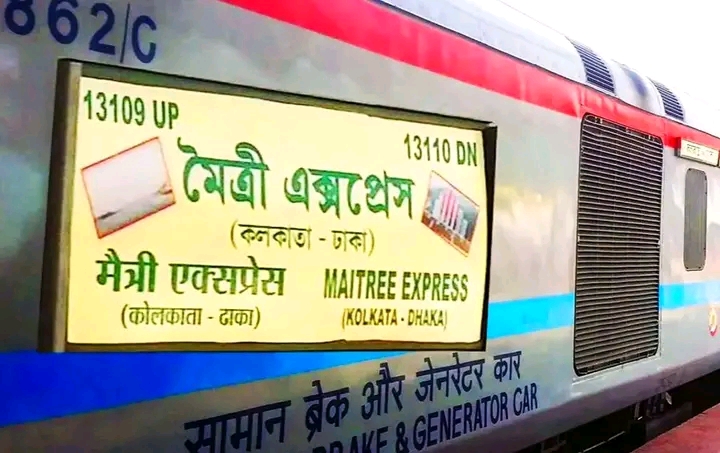 862/C
13109 UP
13110 DN
মৈত্রী এক্সপ্রেস
(কলকাতা - ঢাকা)
मैत्री एक्सप्रेस
(कोलकाता - ढाका)
MAITREE EXPRESS
(KOLKATA - DHAKA)
सामान ब्रेक और जेनरेटर कार
& GENERATOR CAR